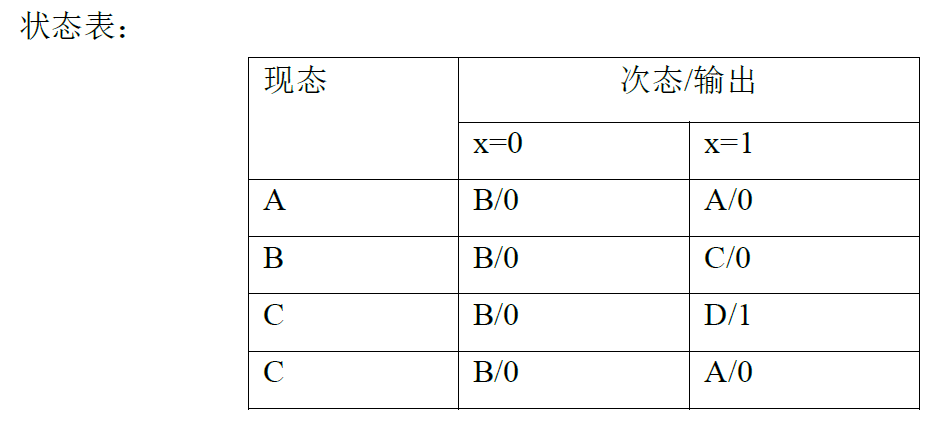 状态表：
现态 次态/输出
x=0 x=1
A B/0 A/0
B B/0 C/0
C B/0 D/1
C B/0 A/0